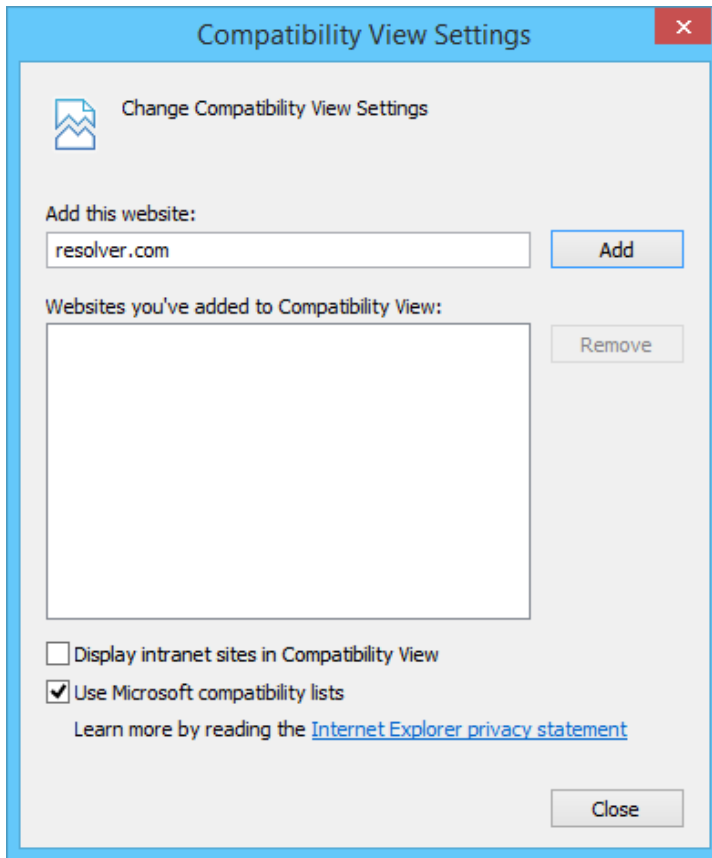 Compatibility View Settings
Change Compatibility View Settings
Add this website:
resolver.com
Add
Websites you've added to Compatibility View:
Remove
Display intranet sites in Compatibility View
Use Microsoft compatibility lists
Learn more by reading the Internet Explorer privacy statement
Close